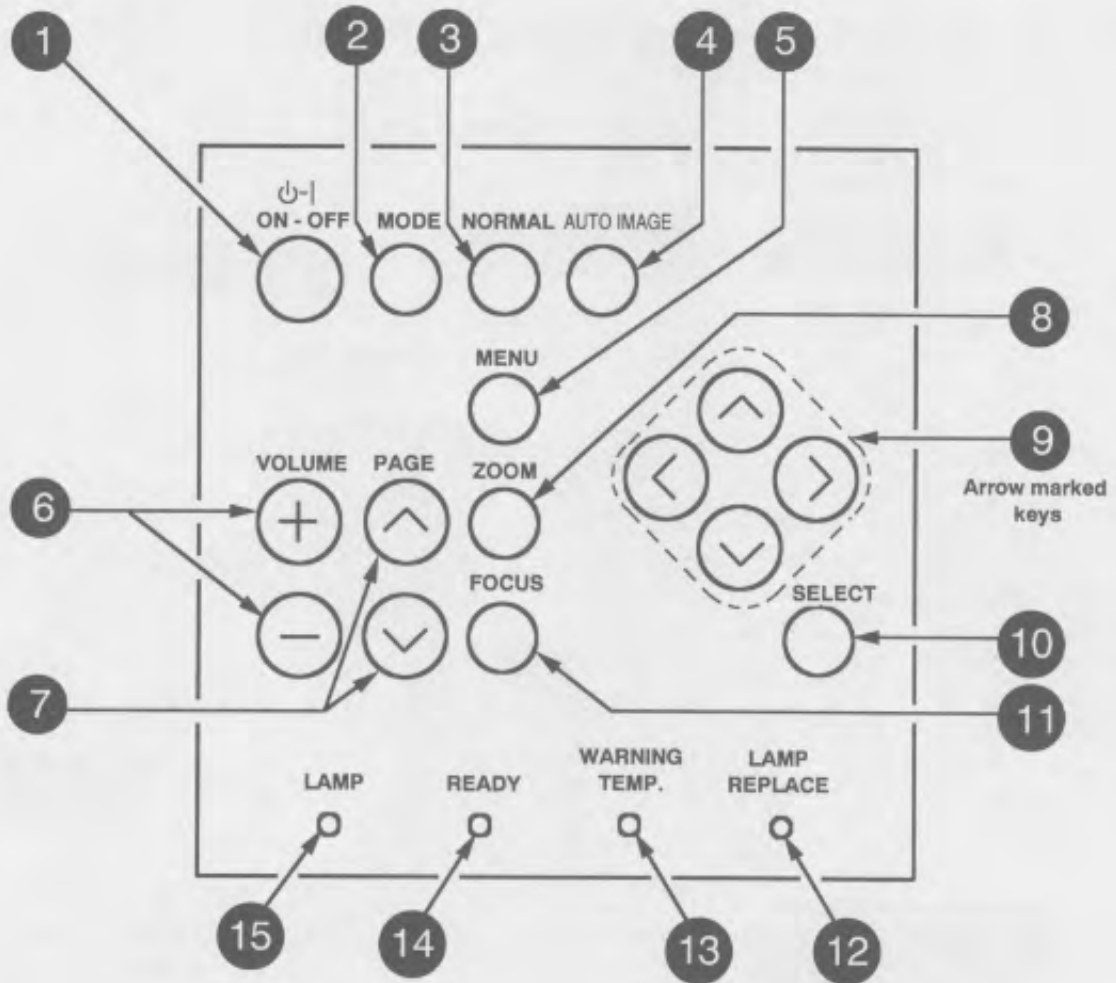 1
2
3
4
5
ON - OFF
MODE
NORMAL
AUTO IMAGE
MENU
8
VOLUME
PAGE
ZOOM
9
Arrow marked
keys
6
FOCUS
SELECT
10
7
11
LAMP
READY
WARNING
TEMP.
LAMP
REPLACE
15
14
13
12